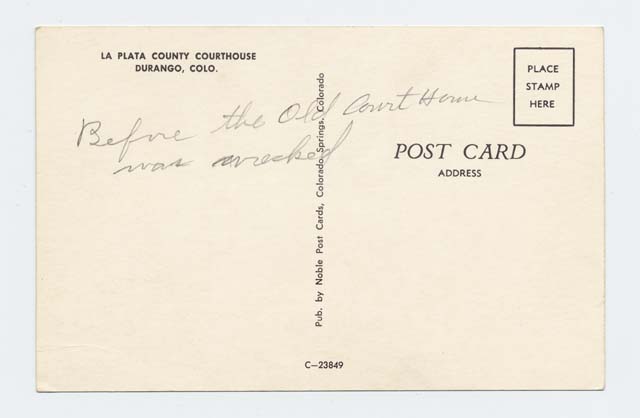 LA PLATA COUNTY COURTHOUSE
DURANGO, COLO.
Before the Old Court House
was wrecked
Pub. by Noble Post Cards, Colorado Springs, Colorado
PLACE
STAMP
HERE
POST CARD
ADDRESS
C—23849